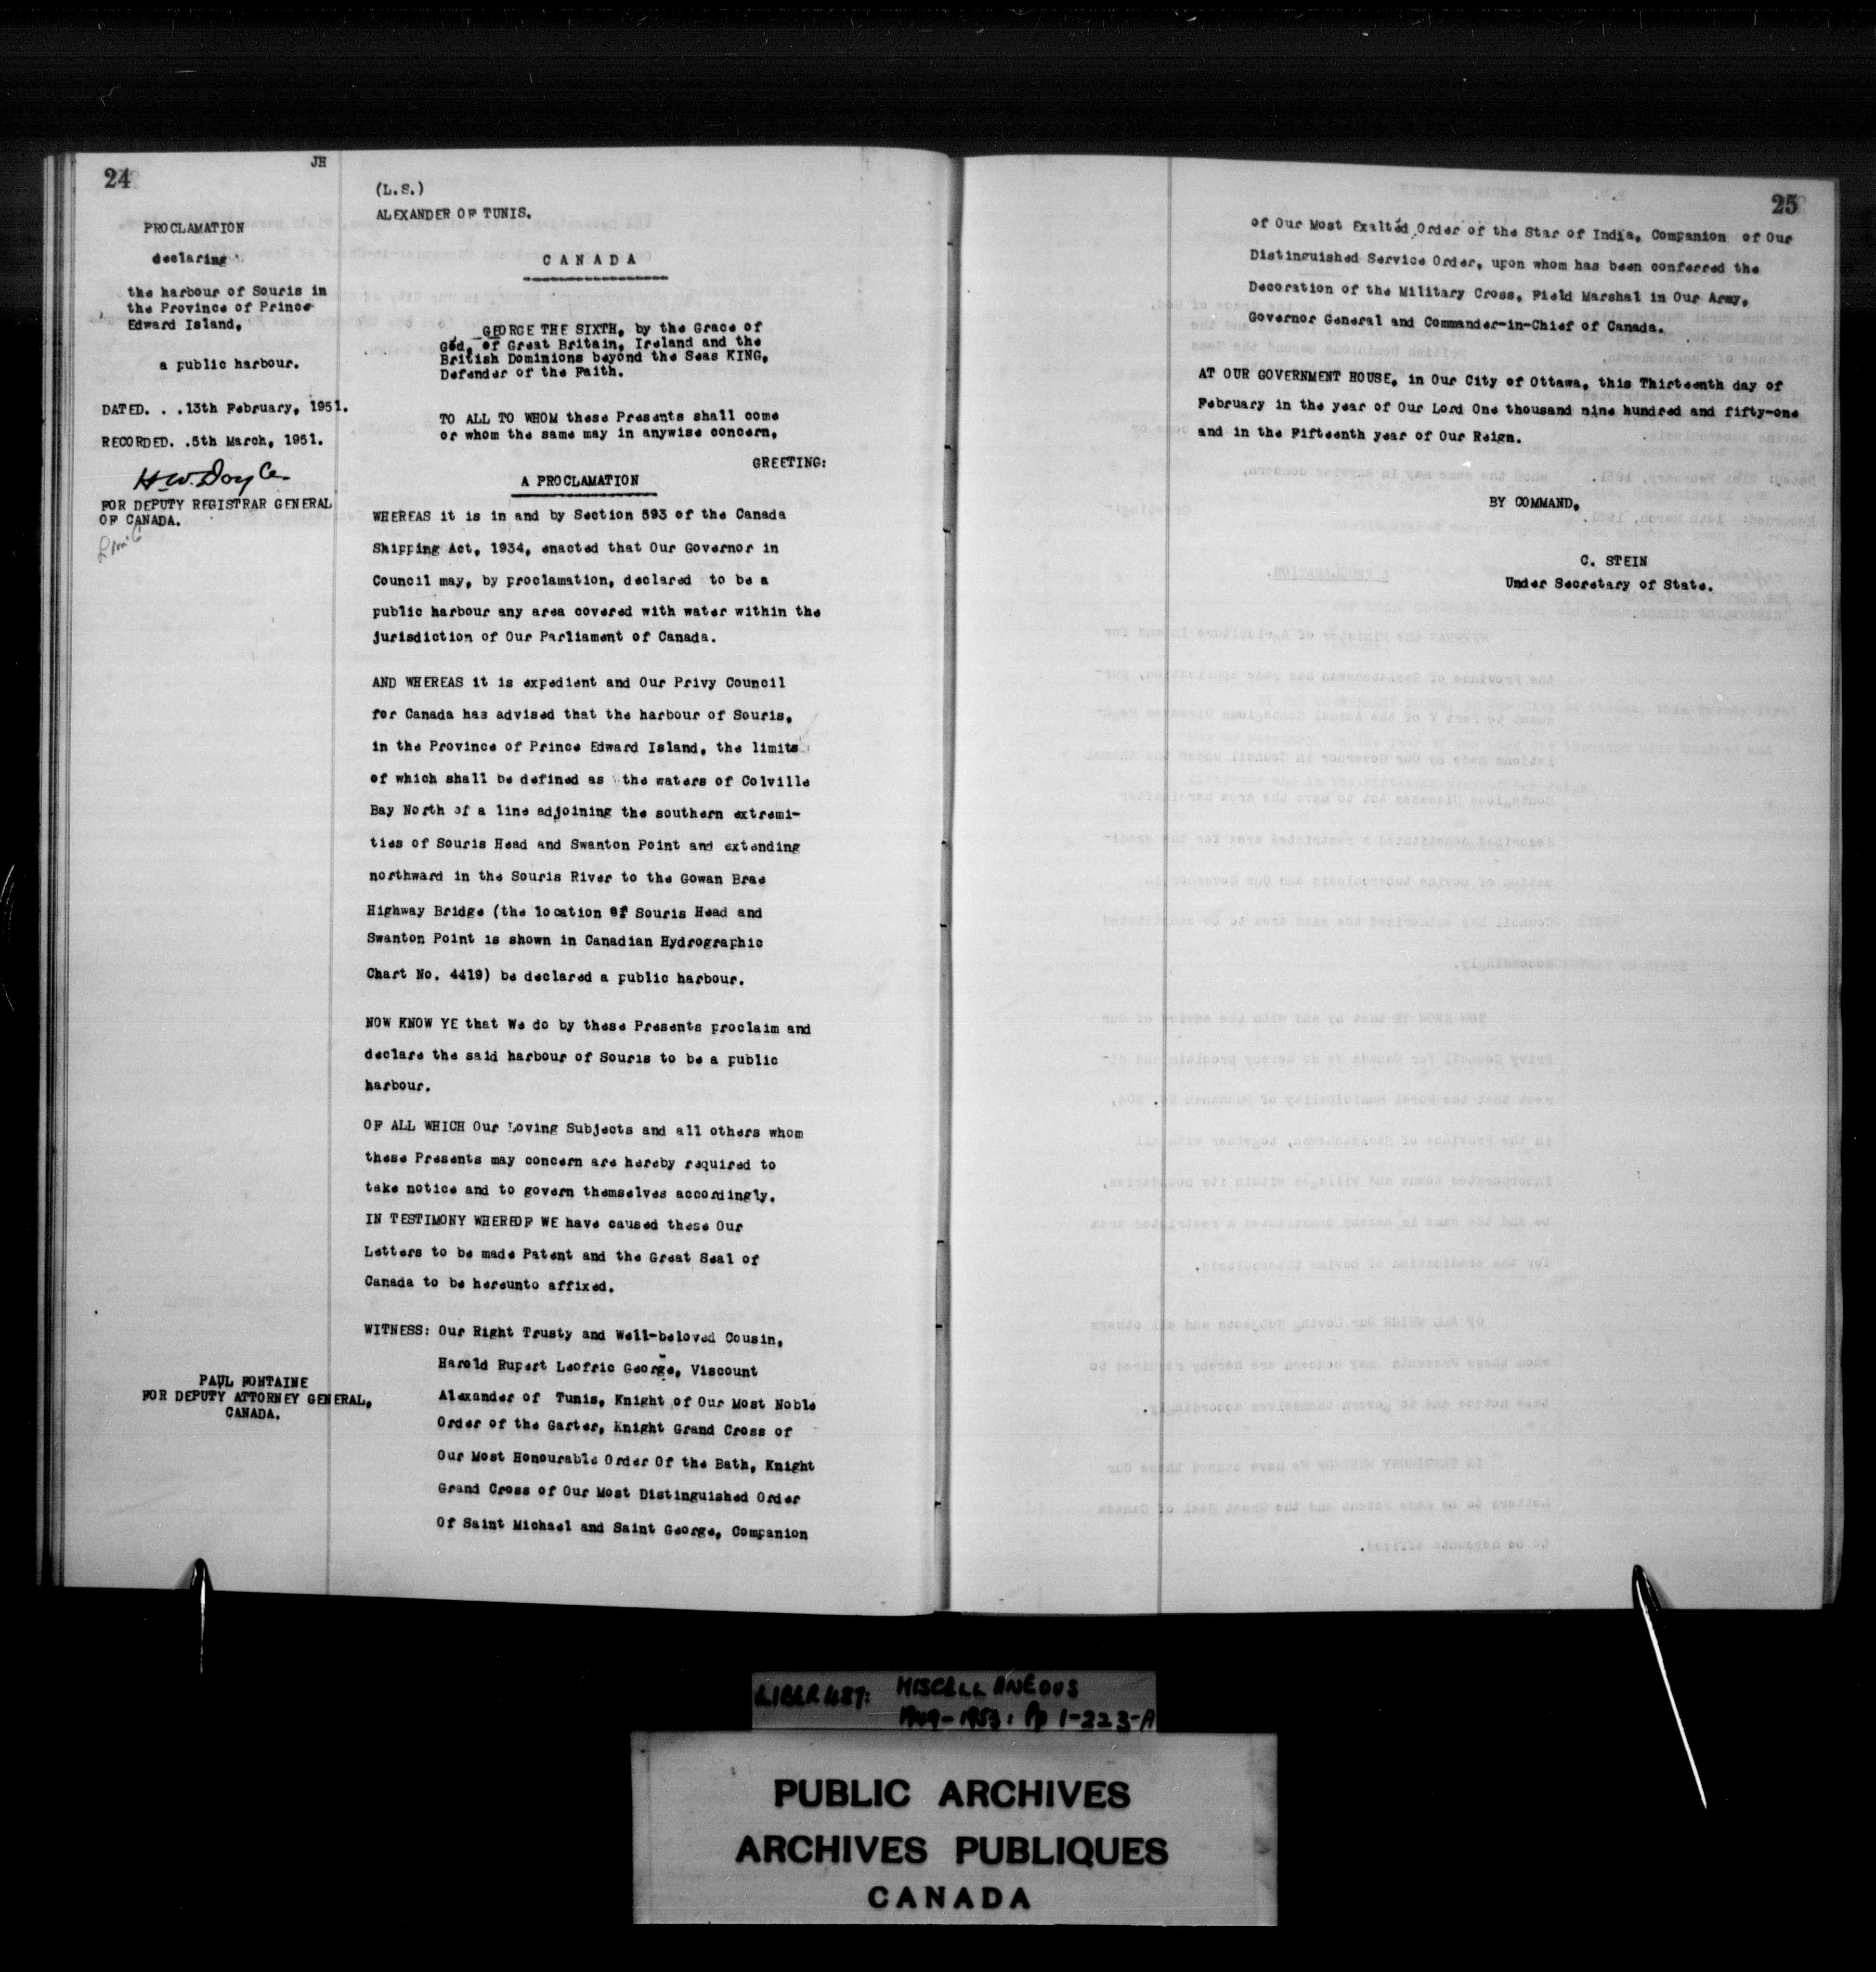 24
JH
PROCLAMATION
declaring
the harbour of Souris in
the Province of Prince
Edward Island,
a public harbour.
DATED. . .13th February, 1951.
RECORDED. .5th March, 1951.
H.W. Doyle
FOR DEPUTY REGISTRAR GENERAL
OF CANADA.
PAUL FONTAINE
FOR DEPUTY ATTORNEY GENERAL,
CANADA.
(L.S.)
ALEXANDER OF TUNIS.
CANADA
GEORGE THE SIXTH, by the Grace of
God, of Great Britain, Ireland and the
British Dominions beyond the Seas KING,
Defender of the Faith.
TO ALL TO WHOM these Presents shall come
or whom the same may in anywise concern,
GREETING:
A PROCLAMATION
WHEREAS it is in and by Section 593 of the Canada
Shipping Act, 1934, enacted that Our Governor in
Council may, by proclamation, declared to be a
public harbour any area covered with water within the
jurisdiction of Our Parliament of Canada.
AND WHEREAS it is expedient and Our Privy Council
for Canada has advised that the harbour of Souris,
in the Province of Prince Edward Island, the limits
of which shall be defined as the waters of Colville
Bay North of a line adjoining the southern extremi-
ties of Souris Head and Swanton Point and extending
northward in the Souris River to the Gowan Brae
Highway Bridge (the location of Souris Head and
Swanton Point is shown in Canadian Hydrographic
Chart No. 4419) be declared a public harbour.
NOW KNOW YE that We do by these Presents proclaim and
declare the said harbour of Souris to be a public
harbour.
OF ALL WHICH Our Loving Subjects and all others whom
these Presents may concern are hereby required to
take notice and to govern themselves accordingly.
IN TESTIMONY WHEREOF WE have caused these Our
Letters to be made Patent and the Great Seal of
Canada to be hereunto affixed.
WITNESS: Our Right Trusty and Well-beloved Cousin,
Harold Rupert Leofric George, Viscount
Alexander of Tunis, Knight of Our Most Noble
Order of the Garter, Knight Grand Cross of
Our Most Honourable Order Of the Bath, Knight
Grand Cross of Our Most Distinguished Order
Of Saint Michael and Saint George, Companion
25
of Our Most Exalted Order of the Star of India, Companion of Our
Distinguished Service Order, upon whom has been conferred the
Decoration of the Military Cross, Field Marshal in Our Army,
Governor General and Commander-in-Chief of Canada.
AT OUR GOVERNMENT HOUSE, in Our City of Ottawa, this Thirteenth day of
February in the year of Our Lord One thousand nine hundred and fifty-one
and in the Fifteenth year of Our Reign.
BY COMMAND,
C. STEIN
Under Secretary of State.
LIBER 487: MISCELLANEOUS
1949-1953: Pp 1-223-A
PUBLIC ARCHIVES
ARCHIVES PUBLIQUES
CANADA